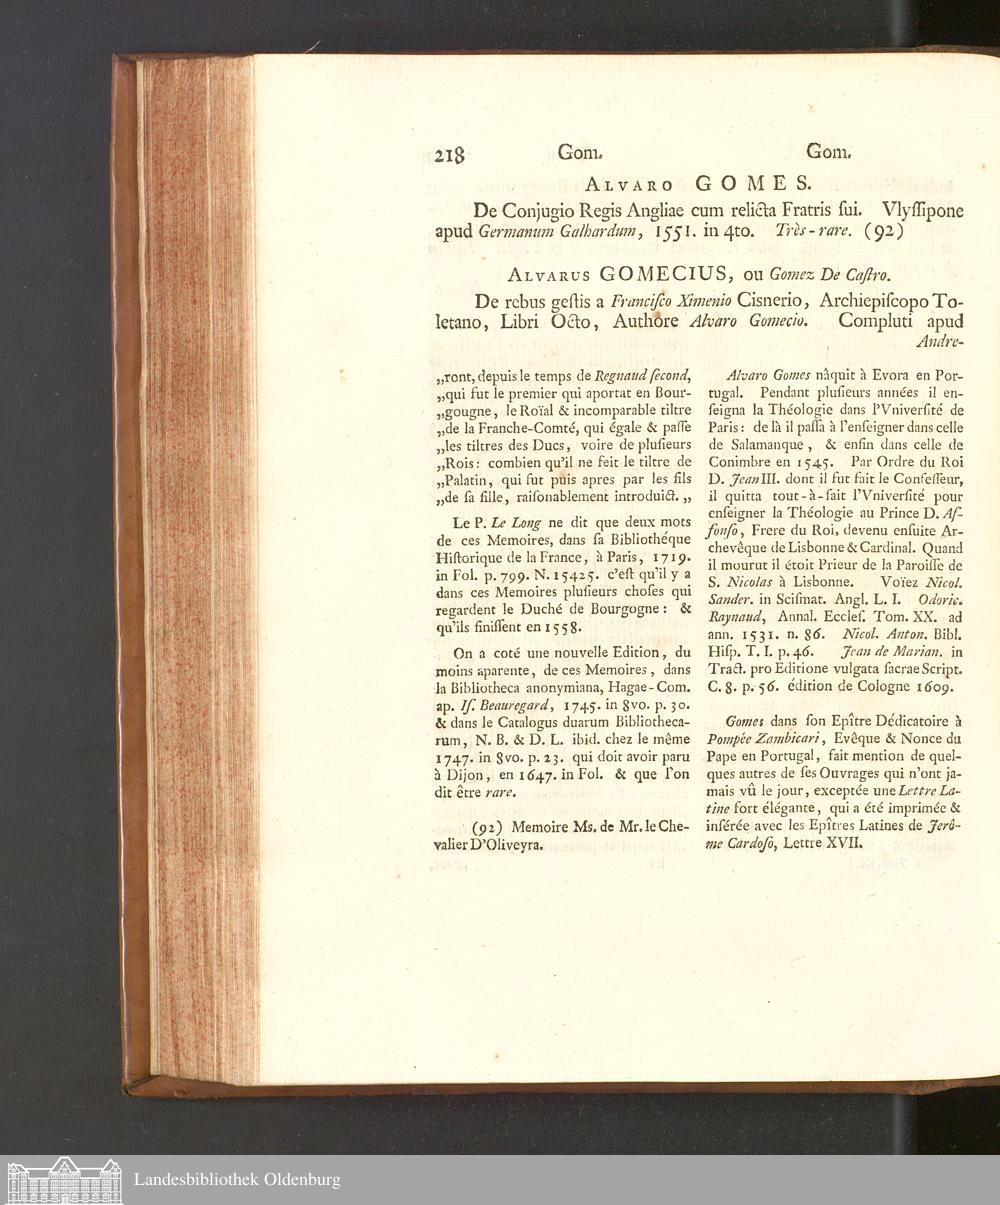 218 Gom. Gom.
ALVARO GOMES.
De Conjugio Regis Angliae cum relicta Fratris ſui. Vlyſſipone
apud Germanum Galhardum, 1551. in 4to. Très-rare. (92)
ALVARUS GOMECIUS, ou Gomez De Caſtro.
De rebus geſtis a Franciſco Ximenio Cisnerio, Archiepiſcopo To-
letano, Libri Octo, Authore Alvaro Gomecio. Compluti apud
Andre-
„ront, depuis le temps de Regnaud ſecond,
„qui fut le premier qui aportat en Bour-
„gougne, le Roïal & incomparable tiltre
„de la Franche-Comté, qui égale & paſſe
„les tiltres des Ducs, voire de pluſieurs
„Rois: combien qu'il ne feit le tiltre de
„Palatin, qui fut puis apres par les fils
„de ſa fille, raiſonablement introduict. „
Le P. Le Long ne dit que deux mots
de ces Memoires, dans ſa Bibliothéque
Hiſtorique de la France, à Paris, 1719.
in Fol. p. 799. N. 15425. c'eſt qu'il y a
dans ces Memoires pluſieurs choſes qui
regardent le Duché de Bourgogne: &
qu'ils finiſſent en 1558.
On a coté une nouvelle Edition, du
moins aparente, de ces Memoires, dans
la Bibliotheca anonymiana, Hagae-Com.
ap. Iſ. Beauregard, 1745. in 8vo. p. 30.
& dans le Catalogus duarum Bibliotheca-
rum, N. B. & D. L. ibid. chez le même
1747. in 8vo. p. 23. qui doit avoir paru
à Dijon, en 1647. in Fol. & que l'on
dit être rare.
(92) Memoire Ms. de Mr. le Che-
valier D'Oliveyra.
Alvaro Gomes nâquit à Evora en Por-
tugal. Pendant pluſieurs années il en-
ſeigna la Théologie dans l'Vniverſité de
Paris: de là il paſſa à l'enſeigner dans celle
de Salamanque, & enfin dans celle de
Conimbre en 1545. Par Ordre du Roi
D. Jean III. dont il fut fait le Confeſſeur,
il quitta tout-à-fait l'Vniverſité pour
enſeigner la Théologie au Prince D. Af-
fonſo, Frere du Roi, devenu enſuite Ar-
chevêque de Lisbonne & Cardinal. Quand
il mourut il étoit Prieur de la Paroiſſe de
S. Nicolas à Lisbonne. Voïez Nicol.
Sander. in Sciſmat. Angl. L. I. Odoric.
Raynaud, Annal. Eccleſ. Tom. XX. ad
ann. 1531. n. 86. Nicol. Anton. Bibl.
Hiſp. T. I. p. 46. Jean de Marian. in
Tract. pro Editione vulgata ſacrae Script.
C. 8. p. 56. édition de Cologne 1609.
Gomes dans ſon Epître Dédicatoire à
Pompée Zambicari, Evêque & Nonce du
Pape en Portugal, fait mention de quel-
ques autres de ſes Ouvrages qui n'ont ja-
mais vû le jour, exceptée une Lettre La-
tine fort élégante, qui a été imprimée &
inférée avec les Epîtres Latines de Jerô-
me Cardoſo, Lettre XVII.
Landesbibliothek Oldenburg